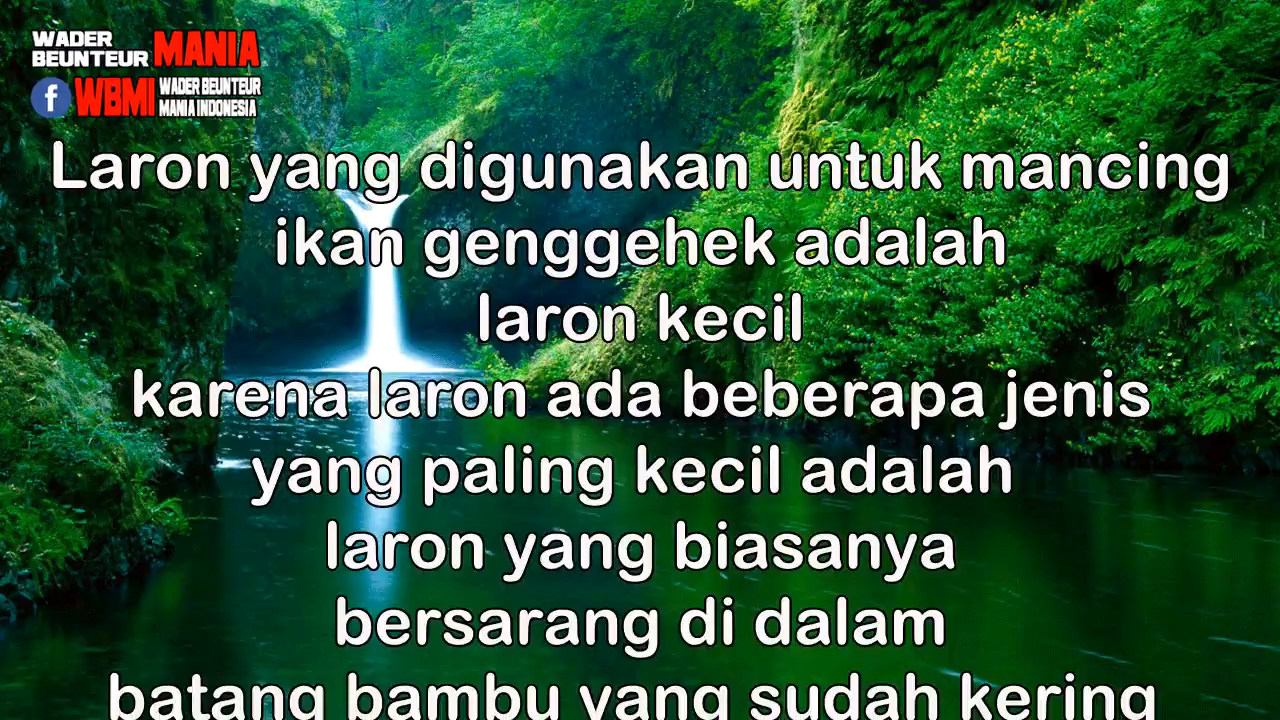 WADER
BEUNTEUR MANIA
f WBMI WADER BEUNTEUR
MANIA INDONESIA
Laron yang digunakan untuk mancing
ikan genggehek adalah
laron kecil
karena laron ada beberapa jenis
yang paling kecil adalah
laron yang biasanya
bersarang di dalam
batang bambu yang sudah kering